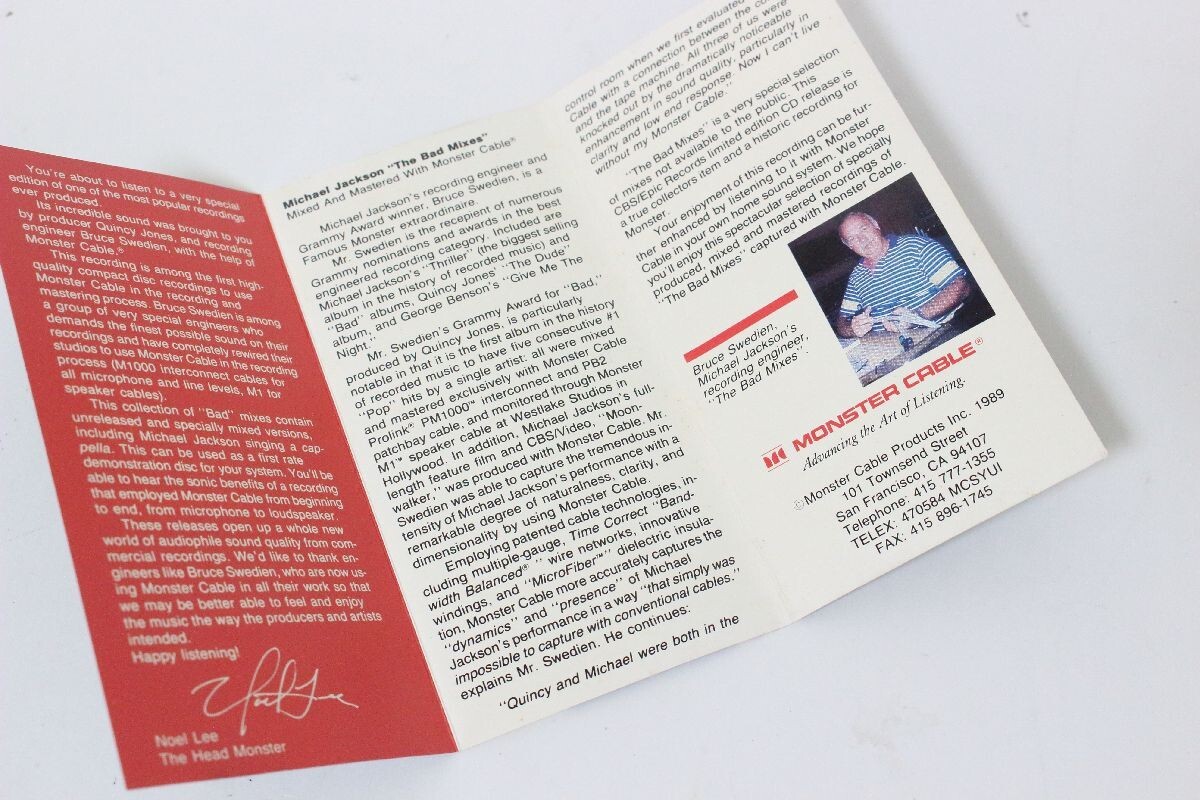 You're about to listen to a very special
edition of one of the most popular recordings
ever produced.
Its incredible sound was brought to you
by producer Quincy Jones, and recording
engineer Bruce Swedien, with the help of
Monster Cable.®
This recording is among the first high-
quality compact disc recordings to use
Monster Cable in the recording and
mastering process. Bruce Swedien is among
a group of very special engineers who
demands the finest possible sound on their
recordings and have completely rewired their
studios to use Monster Cable in the recording
process (M1000 interconnect cables for
all microphone and line levels, M1 for
speaker cables).
This collection of "Bad" mixes contain
unreleased and specially mixed versions,
including Michael Jackson singing a cap-
pella. This can be used as a first rate
demonstration disc for your system. You'll be
able to hear the sonic benefits of a recording
that employed Monster Cable from beginning
to end, from microphone to loudspeaker.
These releases open up a whole new
world of audiophile sound quality from com-
mercial recordings. We'd like to thank en-
gineers like Bruce Swedien, who are now us-
ing Monster Cable in all their work so that
we may be better able to feel and enjoy
the music the way the producers and artists
intended.
Happy listening!
Noel Lee
The Head Monster
Michael Jackson "The Bad Mixes"
Mixed And Mastered With Monster Cable®
Michael Jackson's recording engineer and
Grammy Award winner, Bruce Swedien, is a
Famous Monster extraordinaire.
Mr. Swedien is the recepient of numerous
Grammy nominations and awards in the best
engineered recording category. Included are
Michael Jackson's "Thriller" (the biggest selling
album in the history of recorded music) and
"Bad" albums, Quincy Jones' "The Dude"
album, and George Benson's "Give Me The
Night."
Mr. Swedien's Grammy Award for "Bad,"
produced by Quincy Jones, is particularly
notable in that it is the first album in the history
of recorded music to have five consecutive #1
"Pop" hits by a single artist: all were mixed
and mastered exclusively with Monster Cable
Prolink® PM1000™ interconnect and PB2
patchbay cable, and monitored through Monster
M1™ speaker cable at Westlake Studios in
Hollywood. In addition, Michael Jackson's full-
length feature film and CBS/Video, "Moon-
walker," was produced with Monster Cable. Mr.
Swedien was able to capture the tremendous in-
tensity of Michael Jackson's performance with a
remarkable degree of naturalness, clarity, and
dimensionality by using Monster Cable.
Employing patented cable technologies, in-
cluding multiple-gauge, Time Correct "Band-
width Balanced® " wire networks, innovative
windings, and "MicroFiber™" dielectric insula-
tion, Monster Cable more accurately captures the
"dynamics" and "presence" of Michael
Jackson's performance in a way "that simply was
impossible to capture with conventional cables."
explains Mr. Swedien. He continues:
"Quincy and Michael were both in the
control room when we first evaluated
Cable with a connection between the
and the tape machine. All three of us were
knocked out by the dramatically noticeable
enhancement in sound quality, particularly in
clarity and low end response. Now I can't live
without my Monster Cable."
"The Bad Mixes" is a very special selection
of mixes not available to the public. This
CBS/Epic Records limited edition CD release is
a true collectors item and a historic recording for
Monster.
Your enjoyment of this recording can be fur-
ther enhanced by listening to it with Monster
Cable in your own home sound system. We hope
you'll enjoy this spectacular selection of specially
produced, mixed and mastered recordings of
"The Bad Mixes" captured with Monster Cable.
Bruce Swedien,
Michael Jackson's
recording engineer,
"The Bad Mixes".
MONSTER CABLE®
Advancing the Art of Listening.
©Monster Cable Products Inc. 1989
101 Townsend Street
San Francisco, CA 94107
Telephone: 415 777-1355
TELEX: 470584 MCSYUI
FAX: 415 896-1745